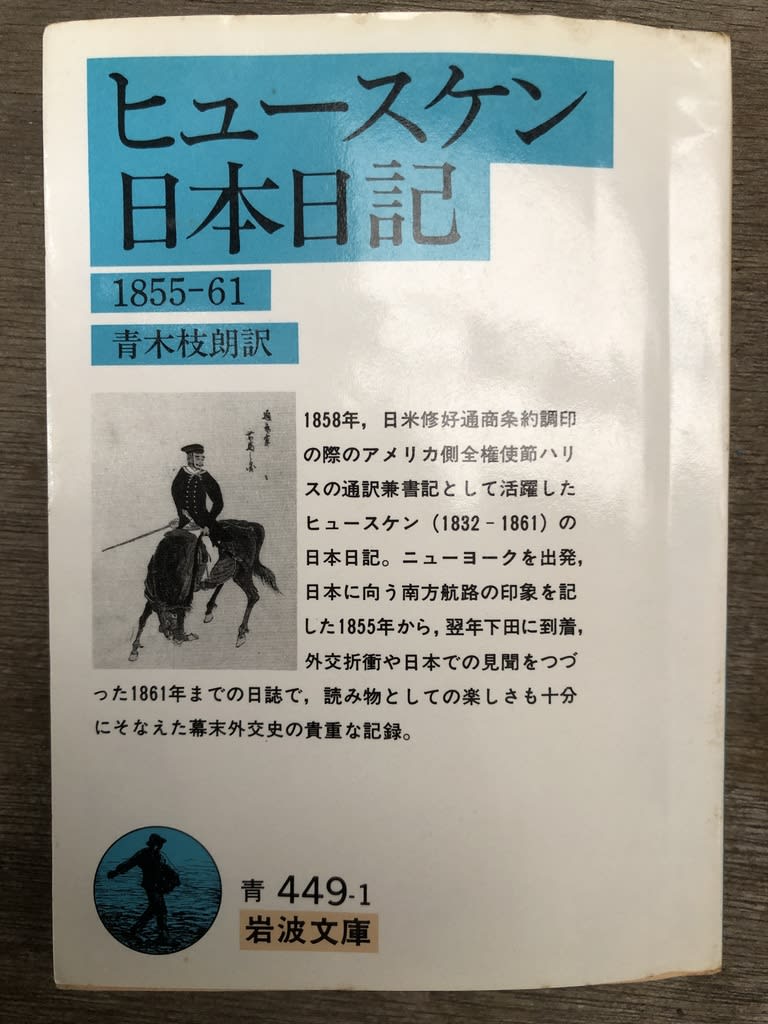 ヒュースケン
日本日記
1855-61
青木枝朗訳
1858年，日米修好通商条約調印
の際のアメリカ側全権使節ハリ
スの通訳兼書記として活躍した
ヒュースケン（1832‐1861）の
日本日記。ニューヨークを出発，
日本に向う南方航路の印象を記
した1855年から，翌年下田に到着，
外交折衝や日本での見聞をつづ
った1861年までの日誌で，読み物としての楽しさも十分
にそなえた幕末外交史の貴重な記録。
青 449-1
岩波文庫